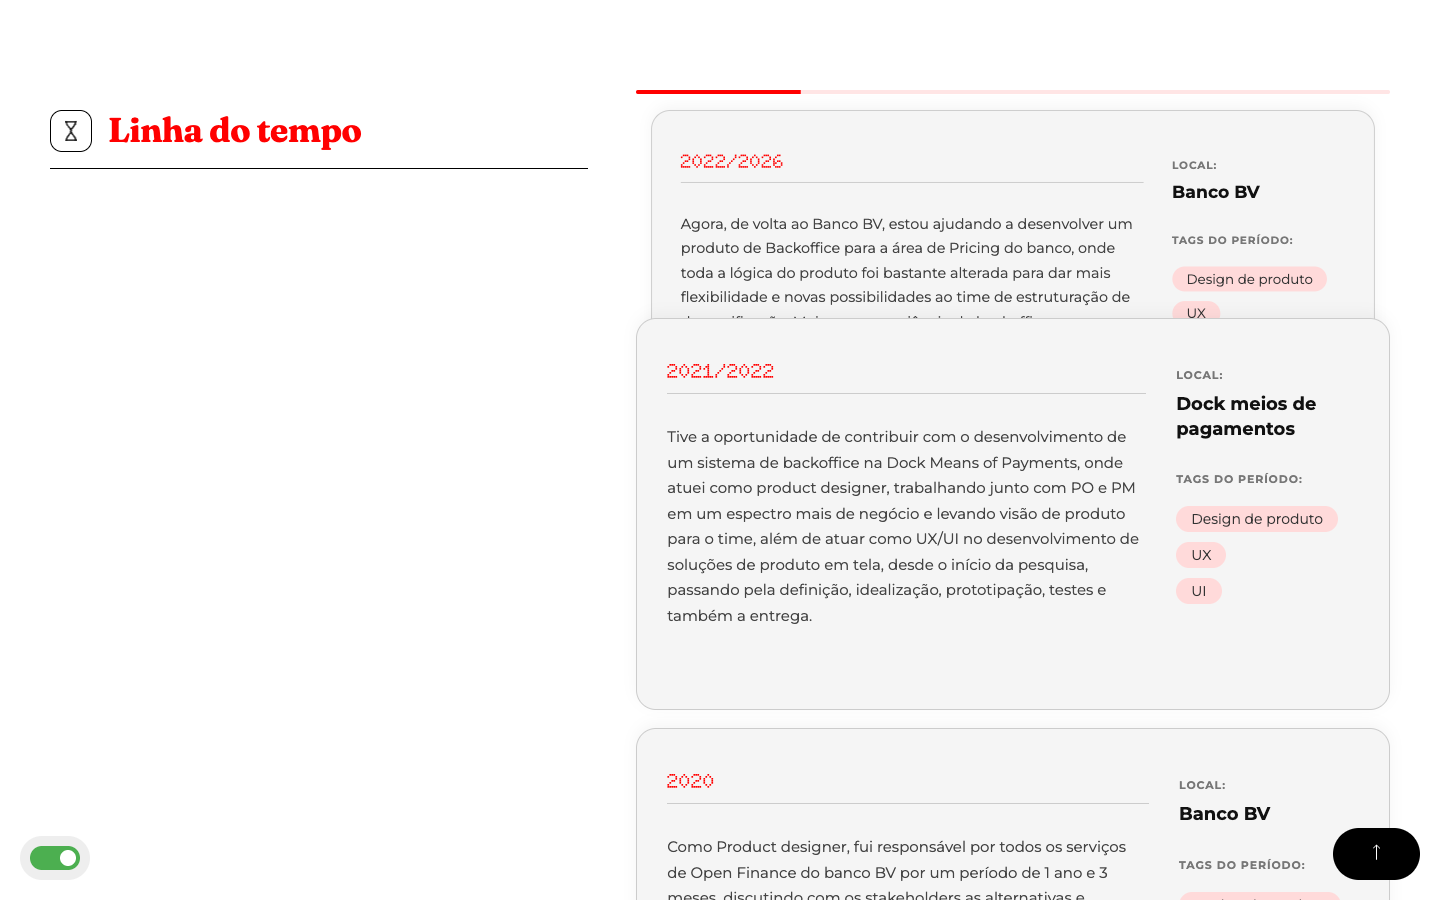 Linha do tempo
2022/2026
Agora, de volta ao Banco BV, estou ajudando a desenvolver um
produto de Backoffice para a área de Pricing do banco, onde
toda a lógica do produto foi bastante alterada para dar mais
flexibilidade e novas possibilidades ao time de estruturação de
LOCAL:
Banco BV
TAGS DO PERÍODO:
Design de produto
UX
2021/2022
Tive a oportunidade de contribuir com o desenvolvimento de
um sistema de backoffice na Dock Means of Payments, onde
atuei como product designer, trabalhando junto com PO e PM
em um espectro mais de negócio e levando visão de produto
para o time, além de atuar como UX/UI no desenvolvimento de
soluções de produto em tela, desde o início da pesquisa,
passando pela definição, idealização, prototipação, testes e
também a entrega.
LOCAL:
Dock meios de
pagamentos
TAGS DO PERÍODO:
Design de produto
UX
UI
2020
Como Product designer, fui responsável por todos os serviços
de Open Finance do banco BV por um período de 1 ano e 3
meses, discutindo com os stakeholders as alternativas e
LOCAL:
Banco BV
TAGS DO PERÍODO:
↑